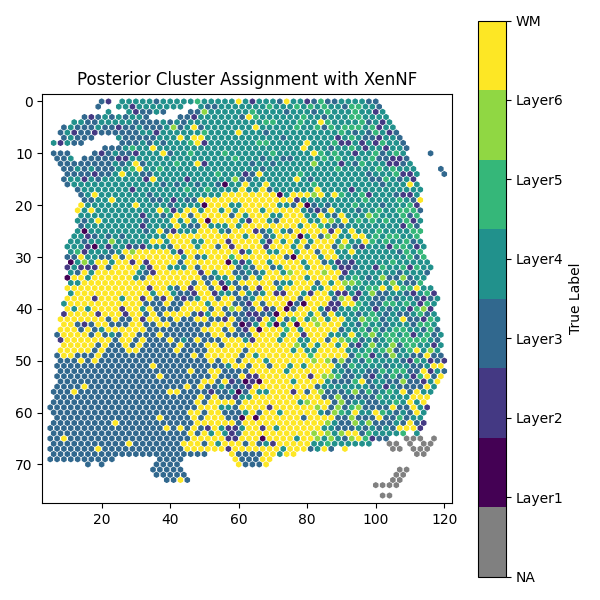 Posterior Cluster Assignment with XenNF
0
10
20
30
40
50
60
70
20
40
60
80
100
120
WM
Layer6
Layer5
Layer4
Layer3
Layer2
Layer1
NA
True Label